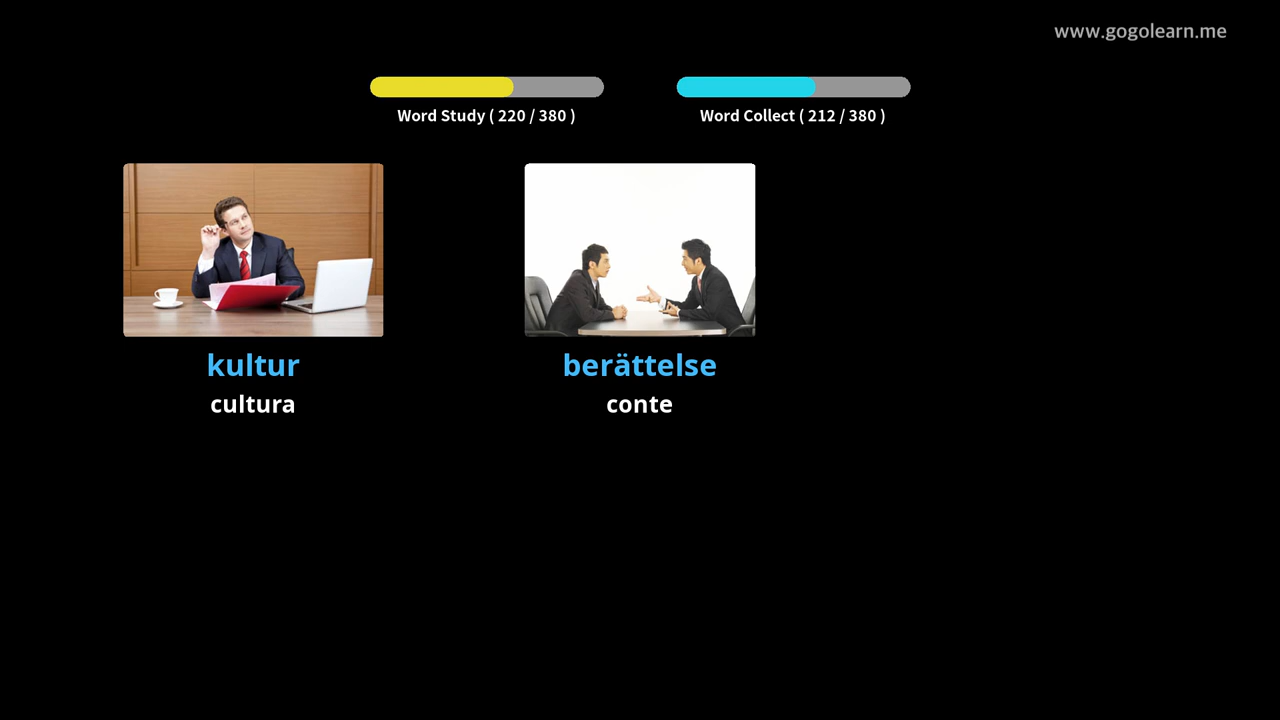 www.gogolearn.me
Word Study ( 220 / 380 )
Word Collect ( 212 / 380 )
kultur
berättelse
cultura
conte